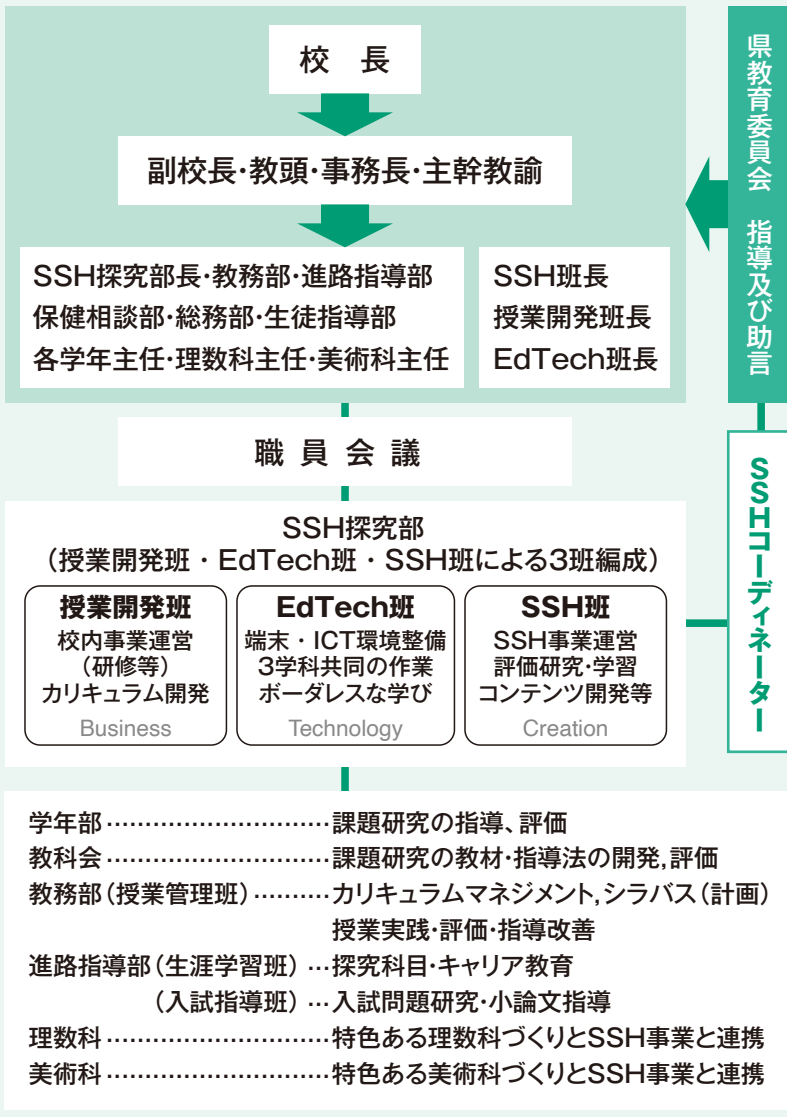 校　長
副校長・教頭・事務長・主幹教諭
SSH探究部長・教務部・進路指導部
保健相談部・総務部・生徒指導部
各学年主任・理数科主任・美術科主任
SSH班長
授業開発班長
EdTech班長
県教育委員会　指導及び助言
職 員 会 議
SSHコーディネーター
SSH探究部
（授業開発班・EdTech班・SSH班による3班編成）
授業開発班
校内事業運営
（研修等）
カリキュラム開発
Business
EdTech班
端末・ICT環境整備
3学科共同の作業
ボーダレスな学び
Technology
SSH班
SSH事業運営
評価研究・学習
コンテンツ開発等
Creation
学年部…………………………課題研究の指導、評価
教科会…………………………課題研究の教材・指導法の開発,評価
教務部（授業管理班）………カリキュラムマネジメント,シラバス（計画）
授業実践・評価・指導改善
進路指導部（生涯学習班）…探究科目・キャリア教育
（入試指導班）…入試問題研究・小論文指導
理数科…………………………特色ある理数科づくりとSSH事業と連携
美術科…………………………特色ある美術科づくりとSSH事業と連携